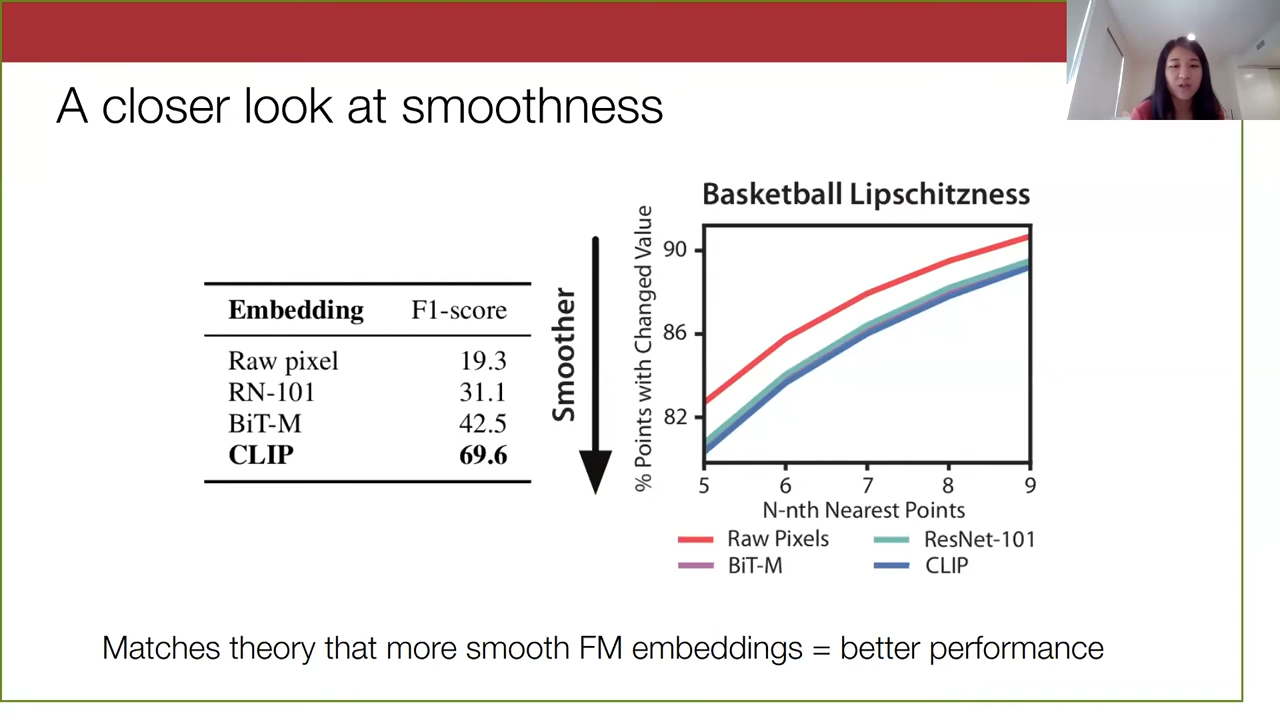 A closer look at smoothness
Embedding F1-score
Raw pixel 19.3
RN-101 31.1
BiT-M 42.5
CLIP 69.6
Smoother
Basketball Lipschitzness
% Points with Changed Value
90
86
82
5 6 7 8 9
N-nth Nearest Points
Raw Pixels ResNet-101
BiT-M CLIP
Matches theory that more smooth FM embeddings = better performance